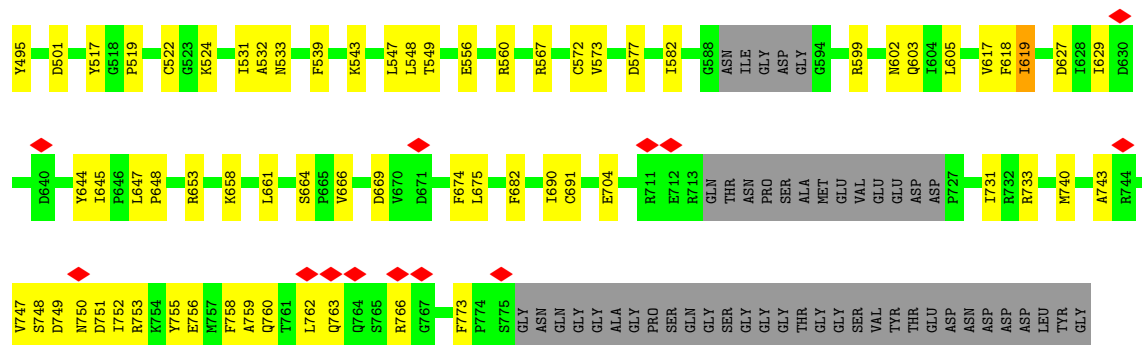 Y495 D501 Y517 G518 P519 C522 G523 K524 I531 A532 N533 F539 K543 L547 L548 T549 E556 R560 R567 C572 V573 D577 I582 G588 ASN ILE GLY ASP GLY G594 R599 N602 Q603 I604 L605 V617 F618 I619 D627 I628 I629 D630
D640 Y644 I645 P646 L647 P648 R653 K658 L661 S664 P665 V666 D669 V670 D671 F674 L675 F682 I690 C691 E704 R711 E712 R713 GLN THR ASN PRO SER ALA MET GLU VAL GLU GLU ASP ASP P727 I731 R732 R733 M740 A743 R744
V747 S748 D749 N750 D751 I752 R753 K754 Y755 E756 M757 F758 A759 Q760 T761 L762 Q763 Q764 S765 R766 G767 F773 P774 S775 GLY ASN GLN GLY GLY ALA GLY PRO SER GLN GLY SER GLY GLY GLY THR GLY GLY SER VAL TYR THR GLU ASP ASN ASP ASP ASP LEU TYR GLY